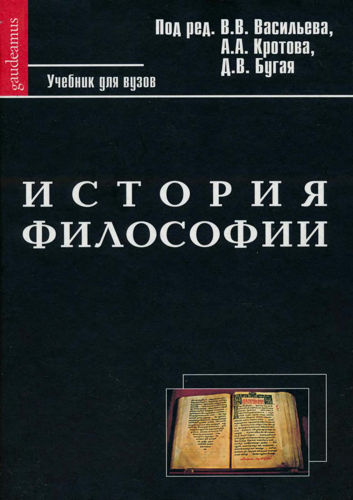 gaudeamus
Под ред. В.В. Васильева,
А.А. Кротова,
Д.В. Бугая
Учебник для вузов
ИСТОРИЯ
ФИЛОСОФИИ